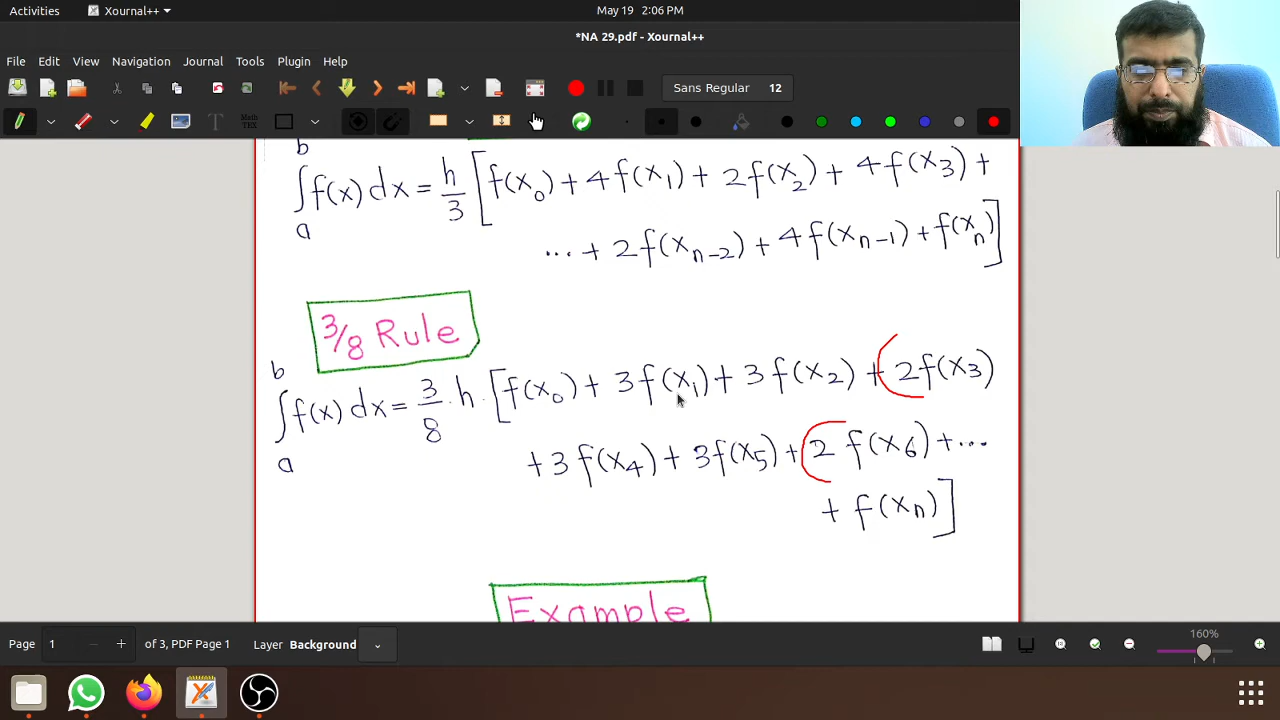 Activities Xournal++ May 19 2:06 PM
*NA 29.pdf - Xournal++
File Edit View Navigation Journal Tools Plugin Help
Sans Regular 12
∫_a^b f(x) dx = h/3 [f(x₀) + 4f(x₁) + 2f(x₂) + 4f(x₃) +
... + 2f(xₙ₋₂) + 4f(xₙ₋₁) + f(xₙ)]
3/8 Rule
∫_a^b f(x) dx = 3/8 · h · [f(x₀) + 3f(x₁) + 3f(x₂) + 2f(x₃)
+ 3f(x₄) + 3f(x₅) + 2f(x₆) + ...
+ f(xₙ)]
Example
Page 1 of 3, PDF Page 1 Layer Background 160%